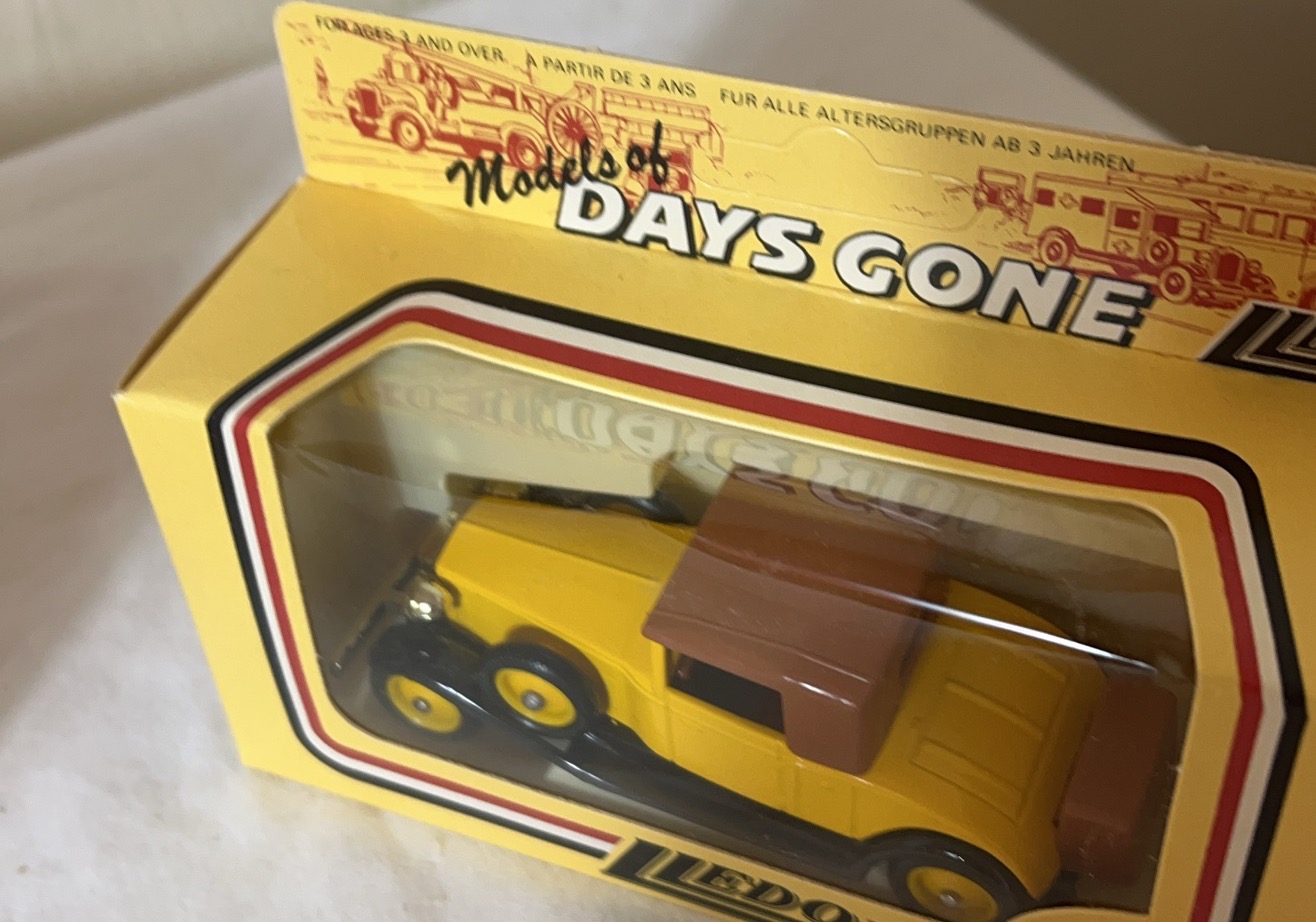 FOR AGES 3 AND OVER. A PARTIR DE 3 ANS FUR ALLE ALTERSGRUPPEN AB 3 JAHREN
Models of
DAYS GONE
LLEDO